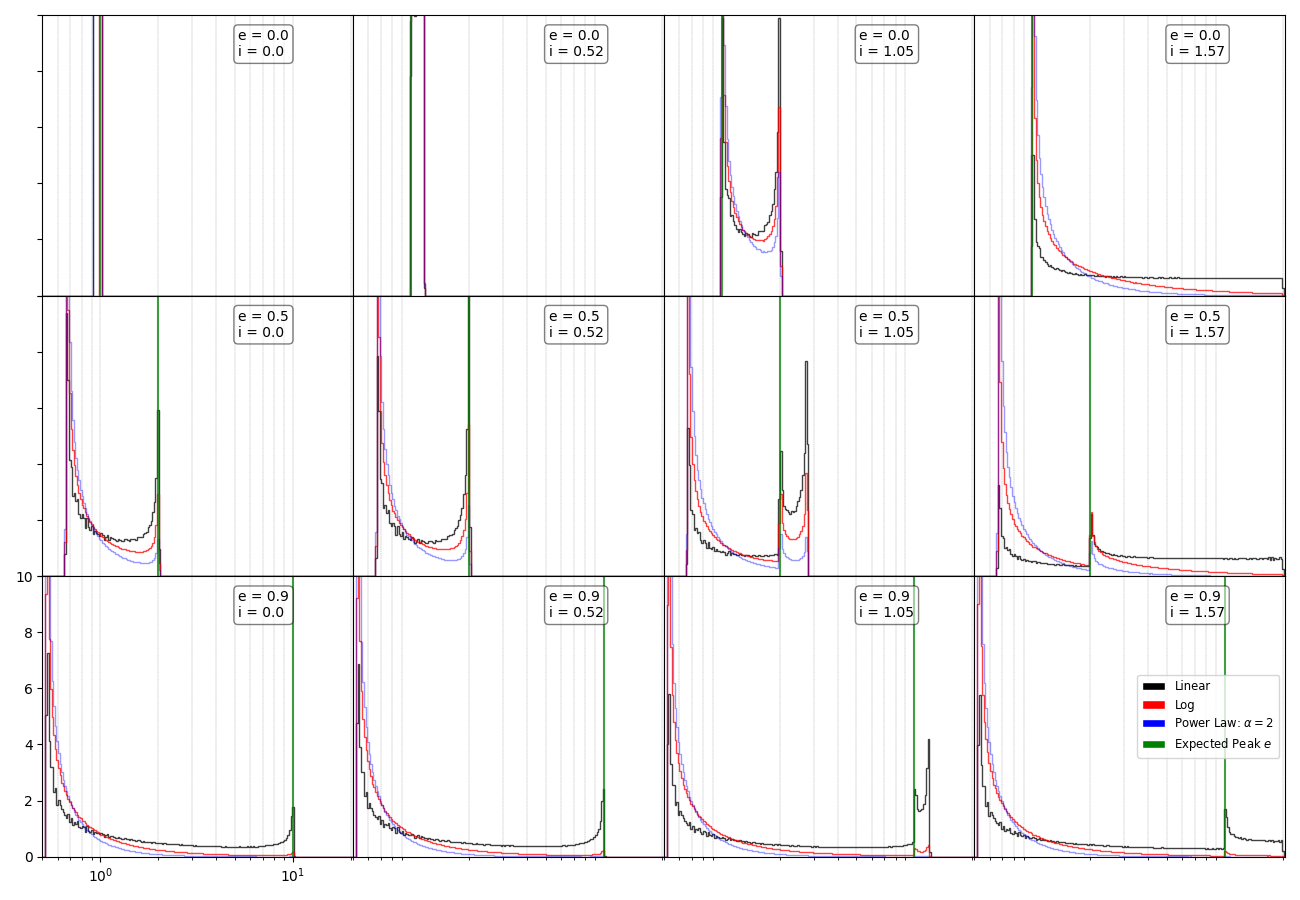 e = 0.0
i = 0.0
e = 0.0
i = 0.52
e = 0.0
i = 1.05
e = 0.0
i = 1.57
e = 0.5
i = 0.0
e = 0.5
i = 0.52
e = 0.5
i = 1.05
e = 0.5
i = 1.57
10
8
6
4
2
0
e = 0.9
i = 0.0
e = 0.9
i = 0.52
e = 0.9
i = 1.05
e = 0.9
i = 1.57
Linear
Log
Power Law: α = 2
Expected Peak e
10⁰
10¹